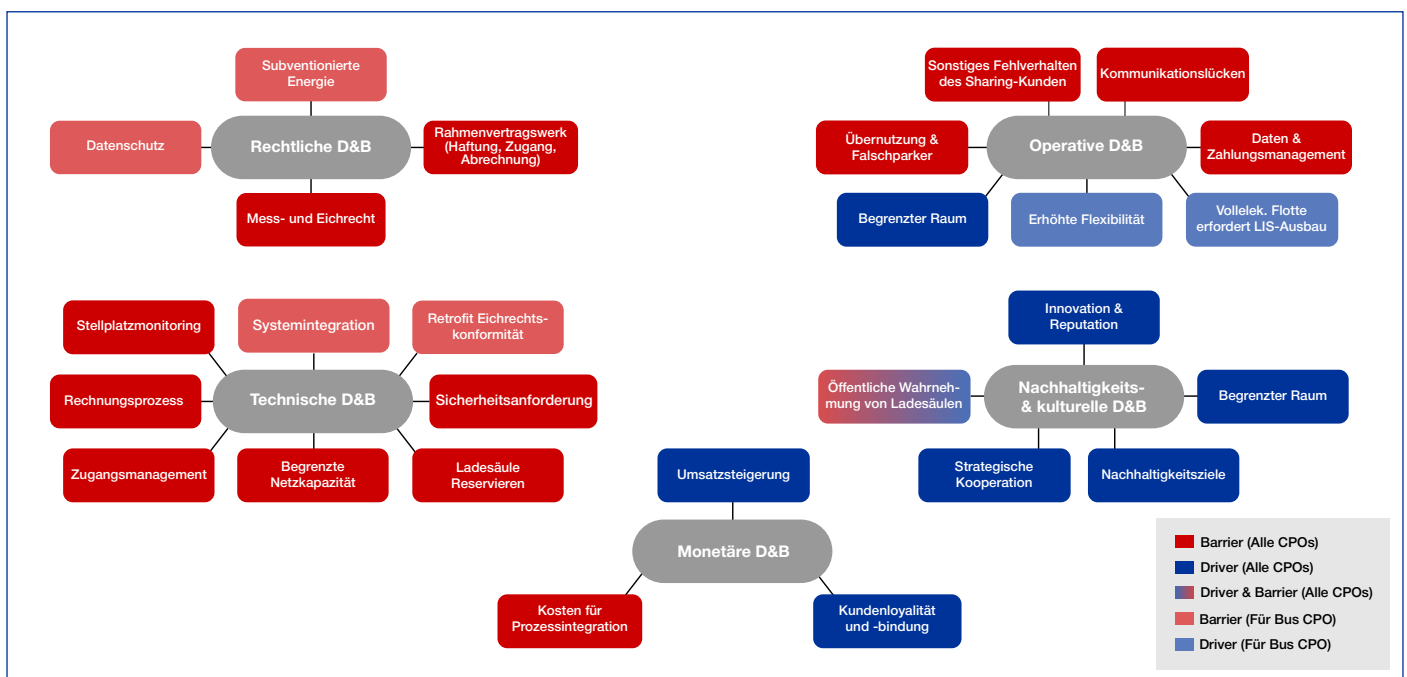 Subventionierte
Energie
Datenschutz
Rechtliche D&B
Rahmenvertragswerk
(Haftung, Zugang,
Abrechnung)
Mess- und Eichrecht
Sonstiges Fehlverhalten
des Sharing-Kunden
Kommunikationslücken
Übernutzung &
Falschparker
Operative D&B
Daten &
Zahlungsmanagement
Begrenzter Raum
Erhöhte Flexibilität
Vollelek. Flotte
erfordert LIS-Ausbau
Stellplatzmonitoring
Systemintegration
Retrofit Eichrechts-
konformität
Rechnungsprozess
Technische D&B
Sicherheitsanforderung
Zugangsmanagement
Begrenzte
Netzkapazität
Ladesäule
Reservieren
Innovation &
Reputation
Öffentliche Wahrneh-
mung von Ladesäulen
Nachhaltigkeits-
& kulturelle D&B
Begrenzter Raum
Strategische
Kooperation
Nachhaltigkeitsziele
Umsatzsteigerung
Monetäre D&B
Kosten für
Prozessintegration
Kundenloyalität
und -bindung
Barrier (Alle CPOs)
Driver (Alle CPOs)
Driver & Barrier (Alle CPOs)
Barrier (Für Bus CPO)
Driver (Für Bus CPO)